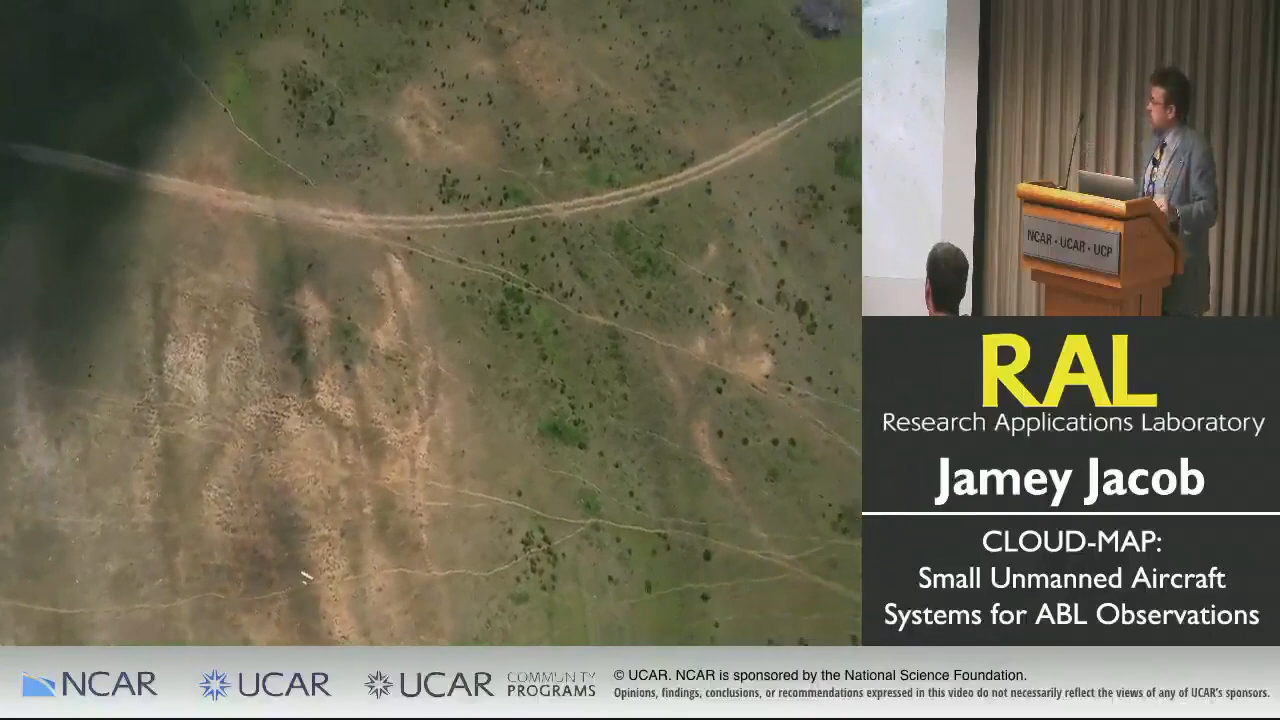 NCAR • UCAR • UCP
RAL
Research Applications Laboratory
Jamey Jacob
CLOUD-MAP:
Small Unmanned Aircraft
Systems for ABL Observations
NCAR
UCAR
UCAR
COMMUNITY
PROGRAMS
© UCAR. NCAR is sponsored by the National Science Foundation.
Opinions, findings, conclusions, or recommendations expressed in this video do not necessarily reflect the views of any of UCAR's sponsors.